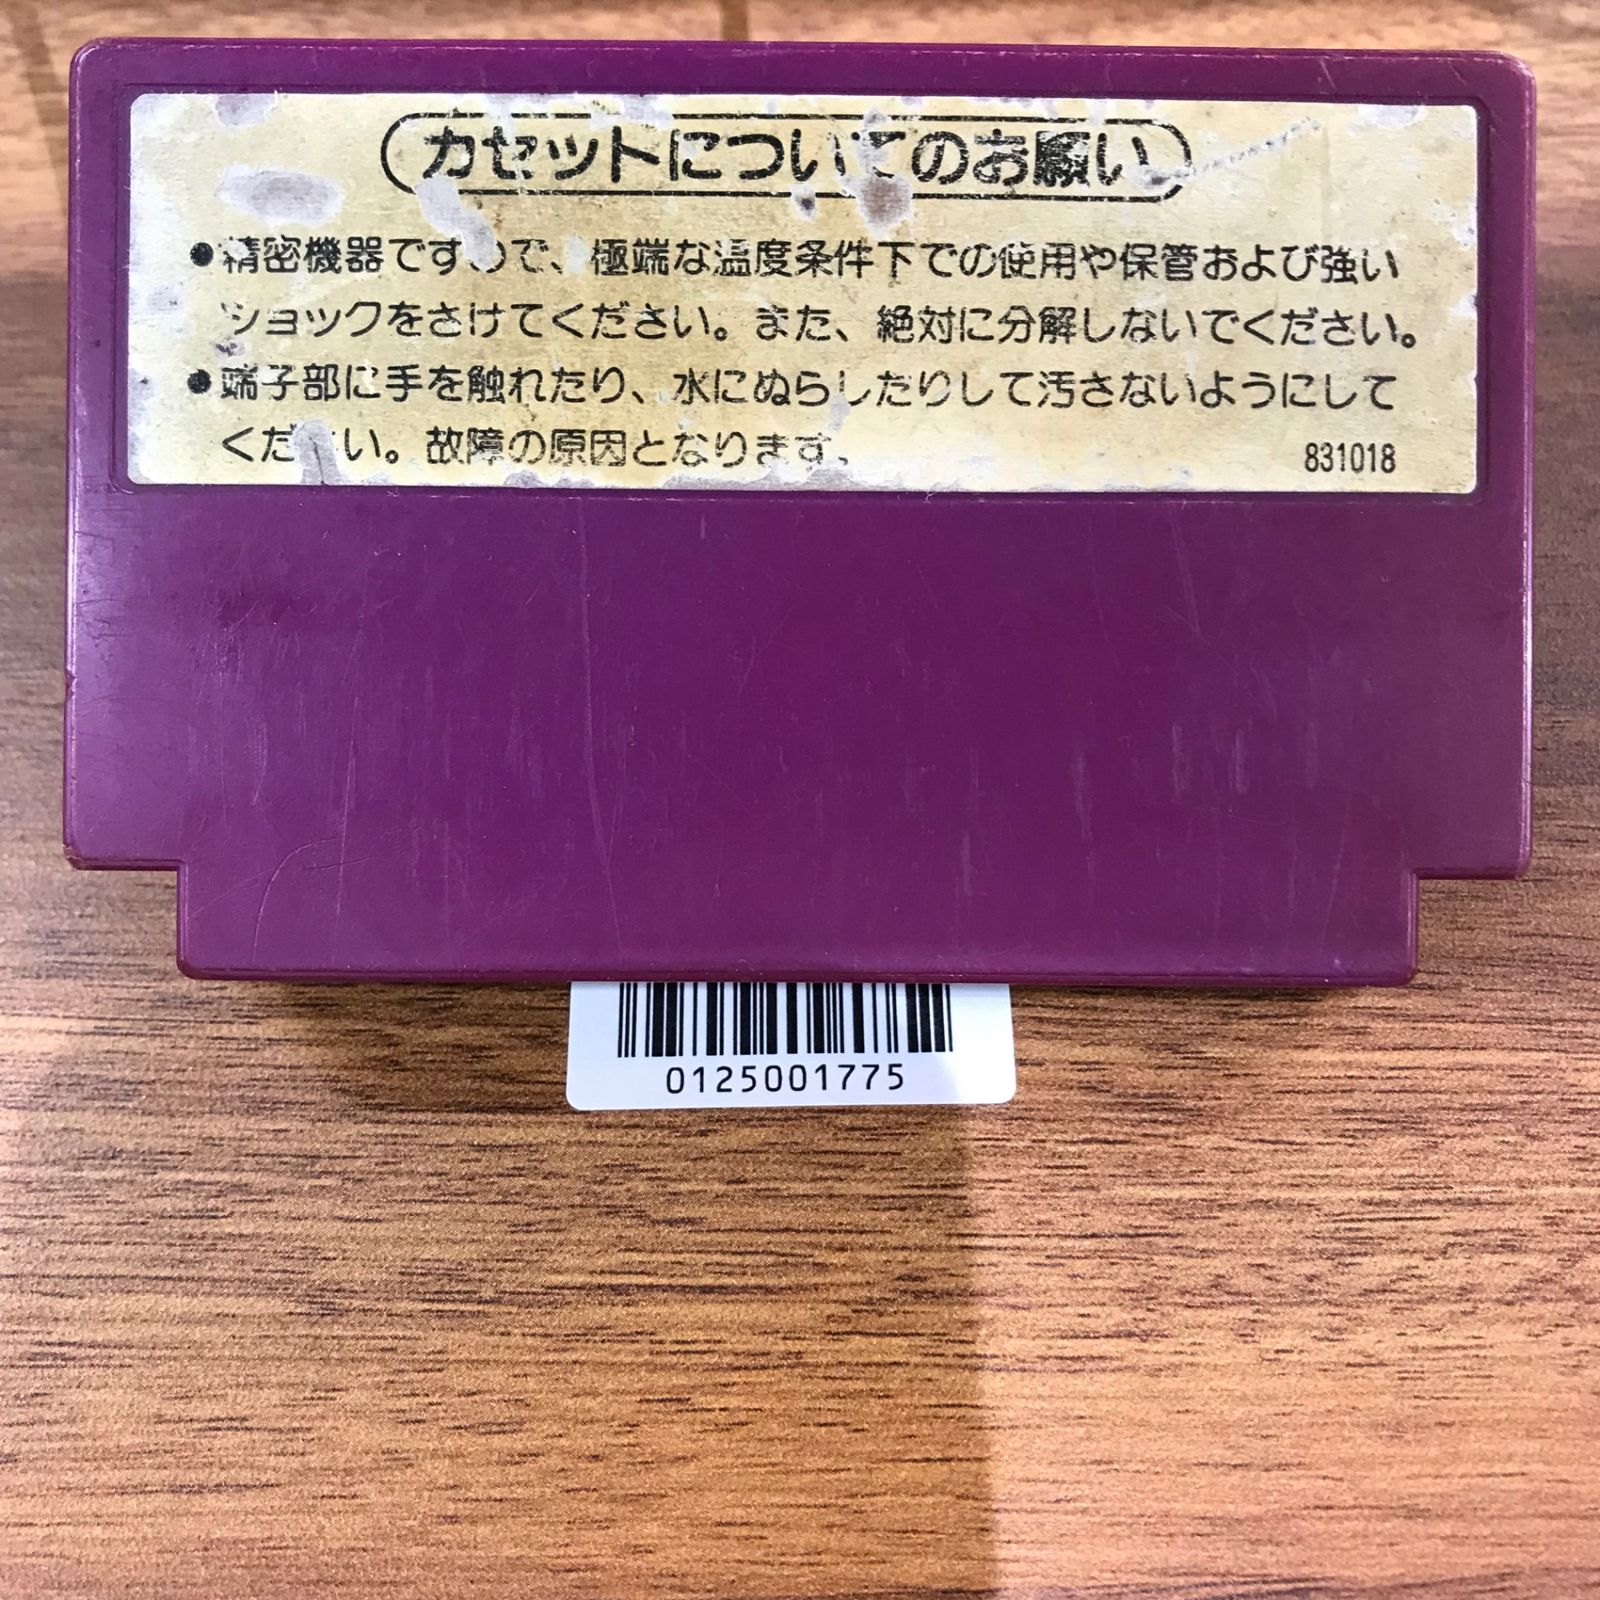 カセットについてのお願い
●精密機器ですので、極端な温度条件下での使用や保管および強い
ショックをさけてください。また、絶対に分解しないでください。
●端子部に手を触れたり、水にぬらしたりして汚さないようにして
ください。故障の原因となります。
831018
0125001775